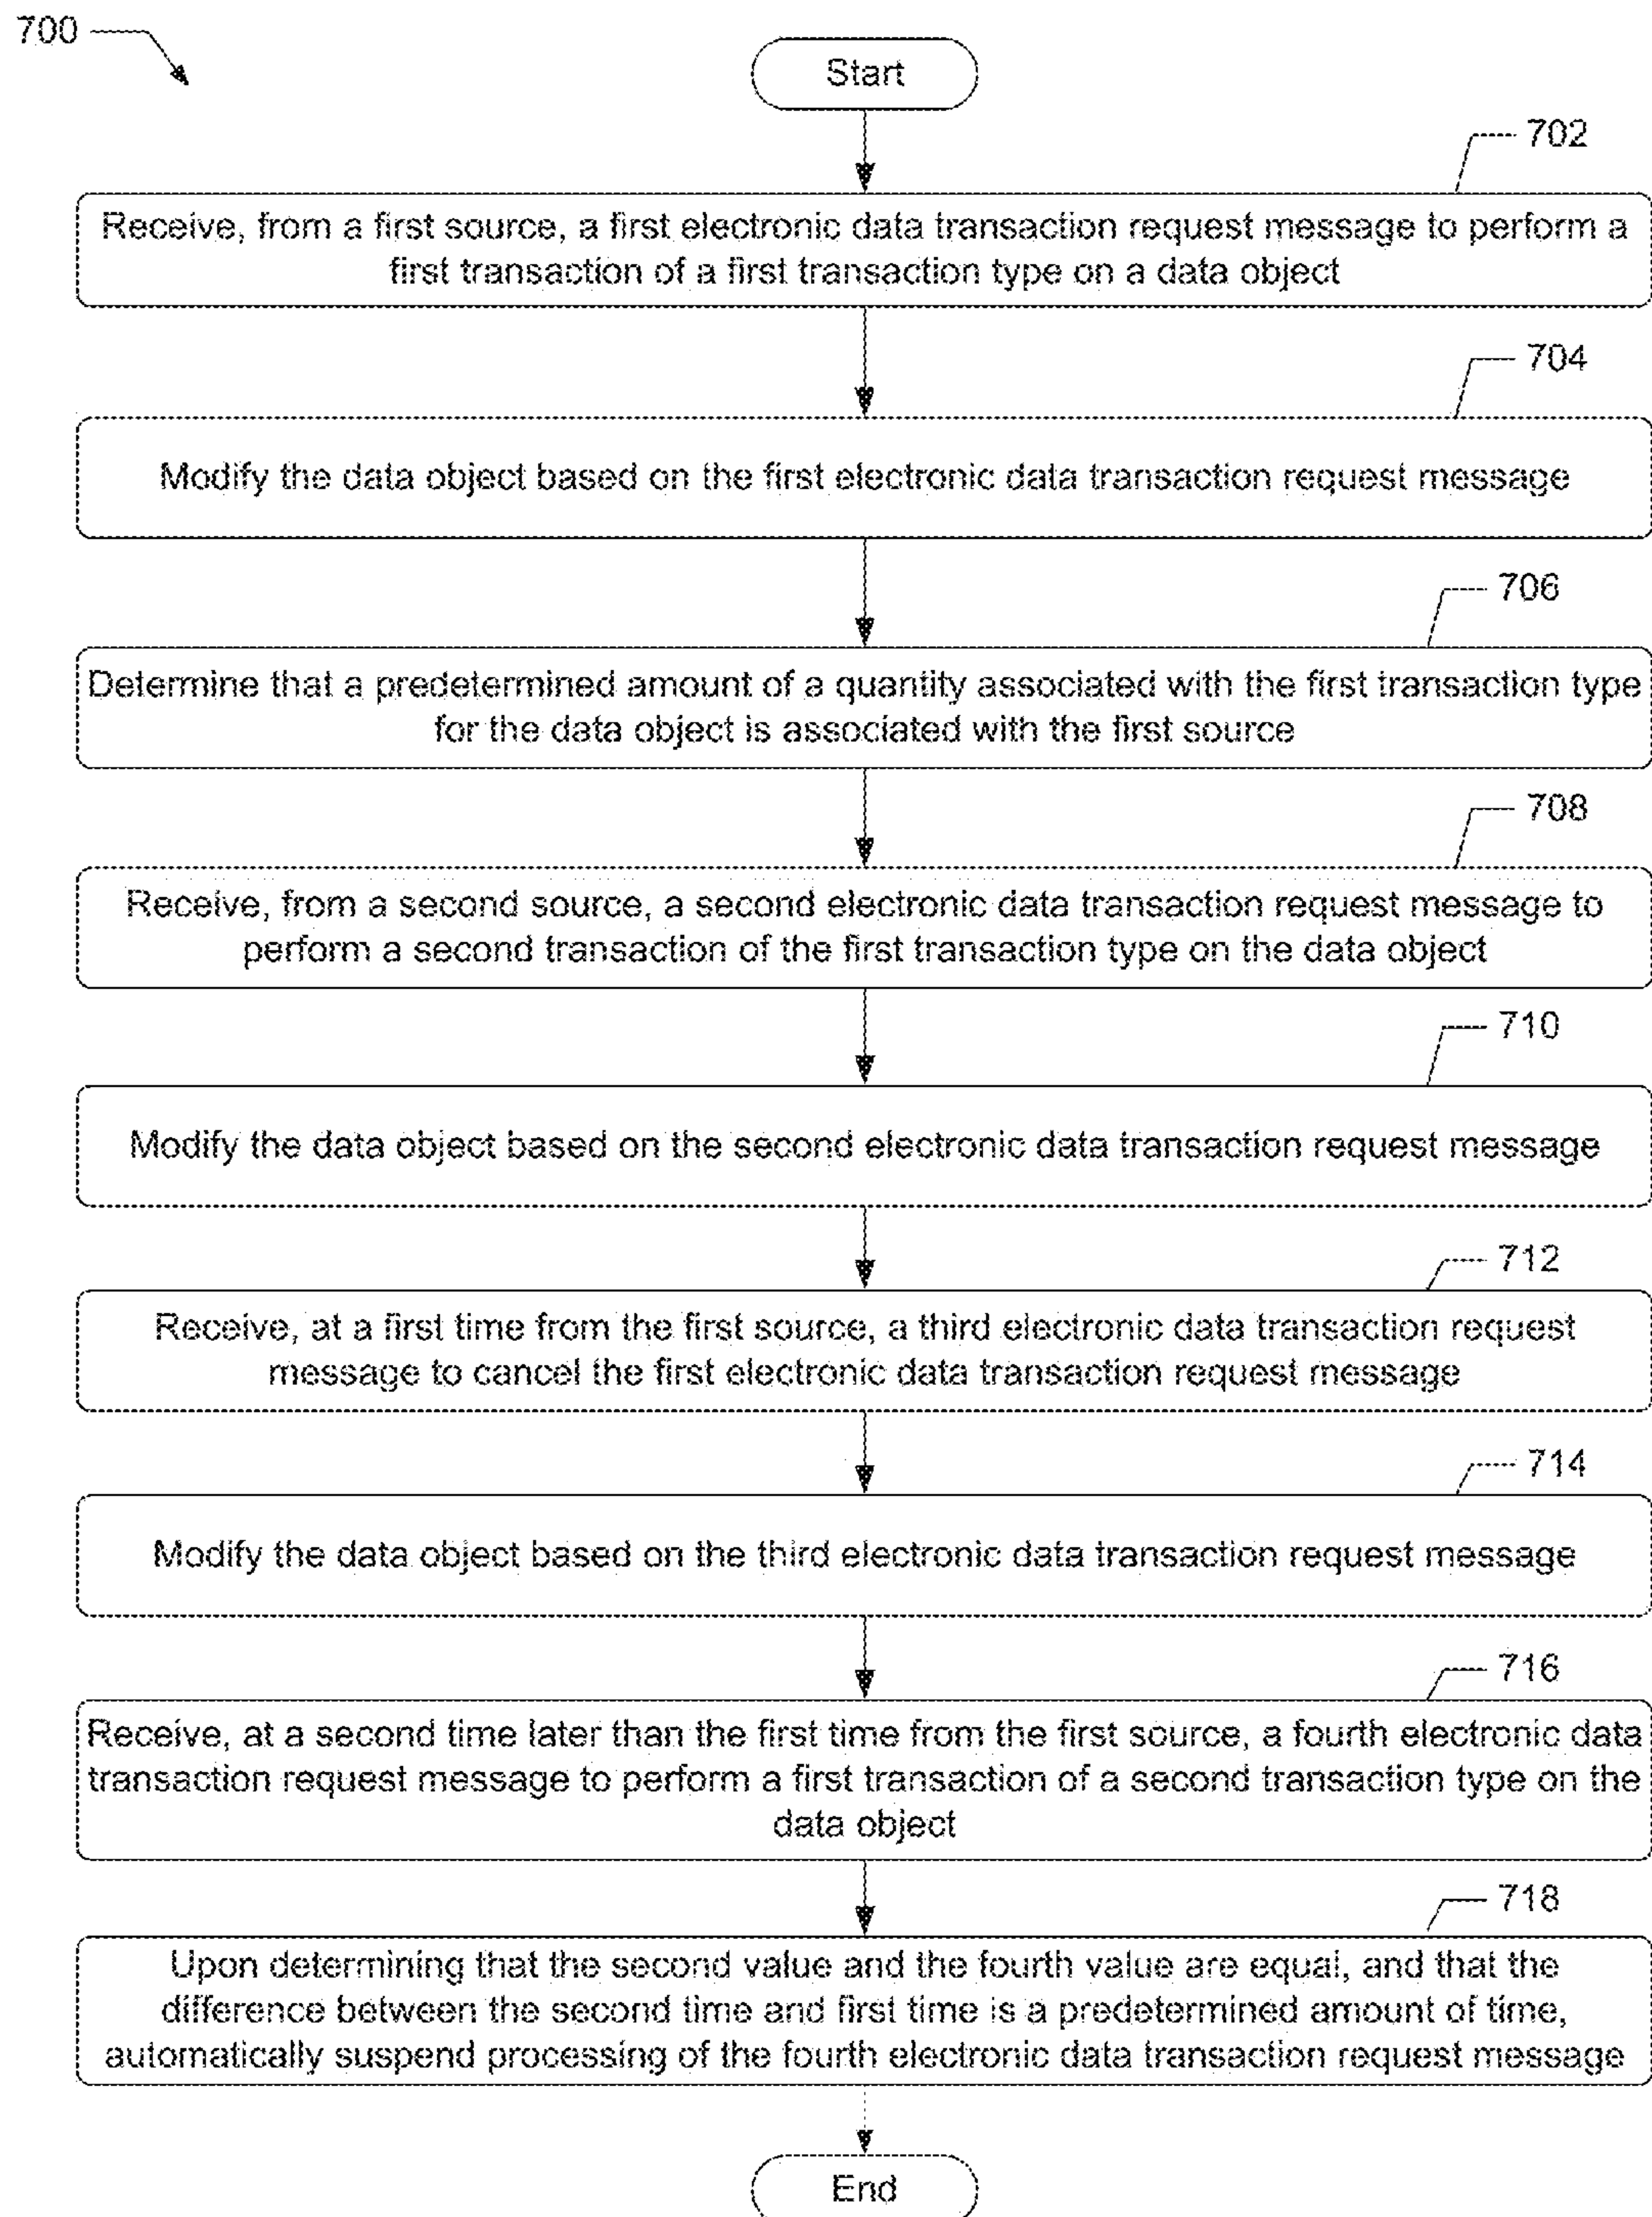 700
Start
702
Receive, from a first source, a first electronic data transaction request message to perform a
first transaction of a first transaction type on a data object
704
Modify the data object based on the first electronic data transaction request message
706
Determine that a predetermined amount of a quantity associated with the first transaction type
for the data object is associated with the first source
708
Receive, from a second source, a second electronic data transaction request message to
perform a second transaction of the first transaction type on the data object
710
Modify the data object based on the second electronic data transaction request message
712
Receive, at a first time from the first source, a third electronic data transaction request
message to cancel the first electronic data transaction request message
714
Modify the data object based on the third electronic data transaction request message
716
Receive, at a second time later than the first time from the first source, a fourth electronic data
transaction request message to perform a first transaction of a second transaction type on the
data object
718
Upon determining that the second value and the fourth value are equal, and that the
difference between the second time and first time is a predetermined amount of time,
automatically suspend processing of the fourth electronic data transaction request message
End